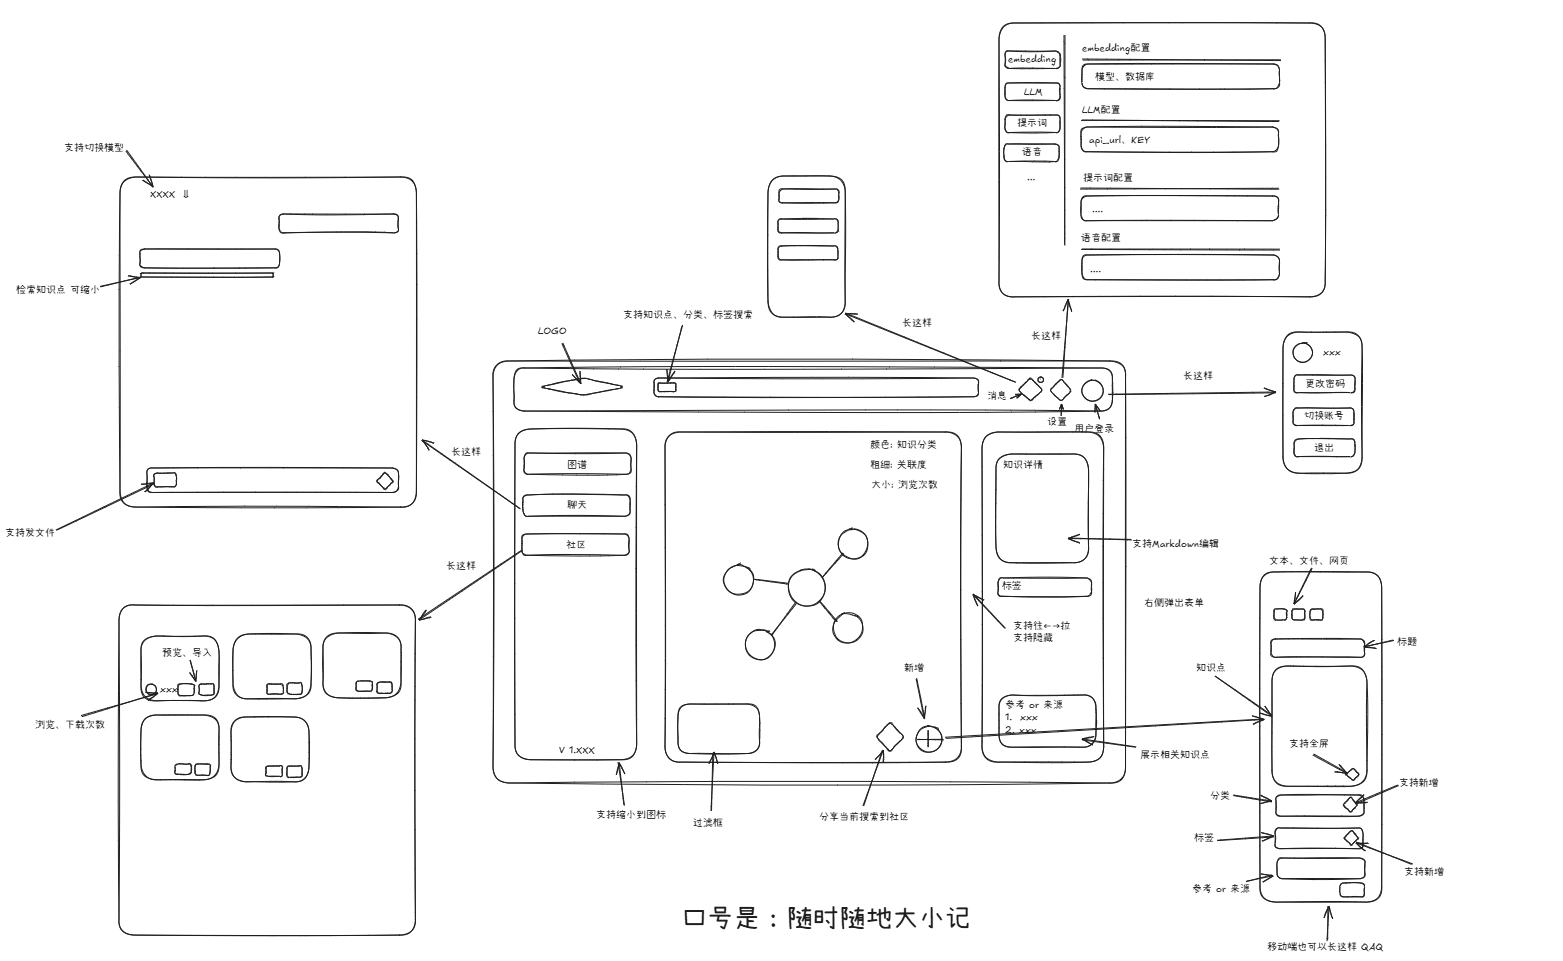 embedding
LLM
提示词
语音
...
embedding配置
模型、数据库
LLM配置
api_url、KEY
提示词配置
....
语音配置
....
支持切换模型
xxxx ⇓
检索知识点 可缩小
支持发文件
支持知识点、分类、标签搜索
LOGO
长这样
长这样
长这样
消息
设置
用户登录
xxx
更改密码
切换账号
退出
长这样
长这样
图谱
聊天
社区
V 1.XXX
颜色: 知识分类
粗细: 关联度
大小: 浏览次数
新增
知识详情
支持Markdown编辑
标签
支持往←→拉
支持隐藏
右侧弹出表单
参考 or 来源
1. xxx
2. xxx
展示相关知识点
支持缩小到图标
过滤框
分享当前搜索到社区
预览、导入
xxx
浏览、下载次数
文本、文件、网页
标题
知识点
支持全屏
分类
支持新增
标签
支持新增
参考 or 来源
移动端也可以长这样 QAQ
口号是：随时随地大小记